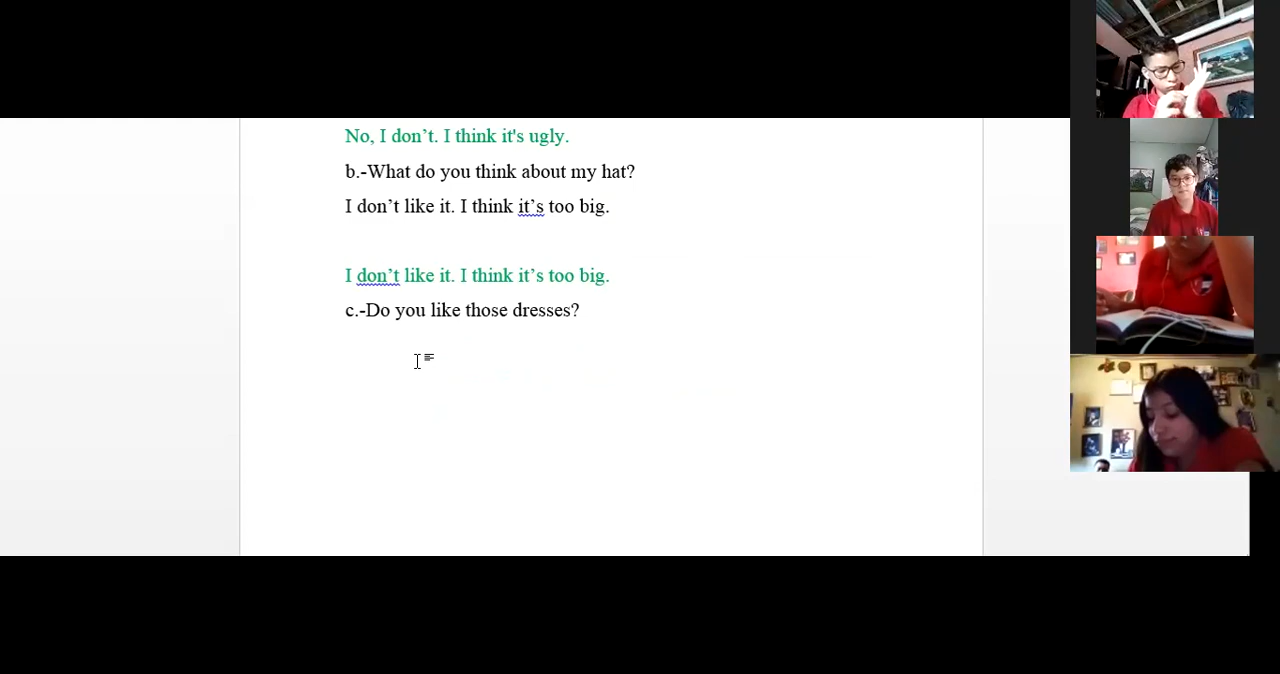 No, I don’t. I think it's ugly.
b.-What do you think about my hat?
I don’t like it. I think it’s too big.
I don’t like it. I think it’s too big.
c.-Do you like those dresses?